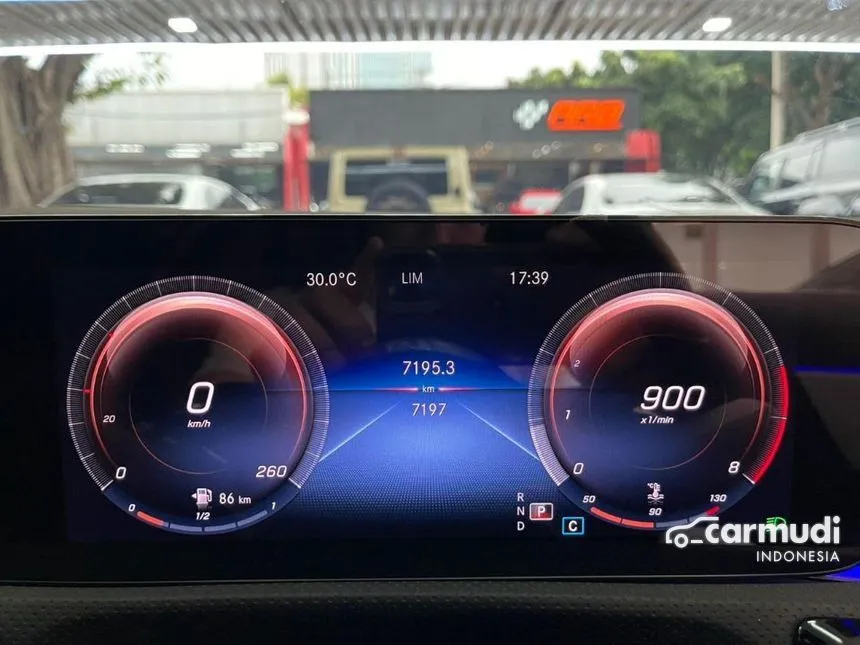 30.0°C LIM 17:39
7195.3
km
7197
0
km/h
20
0 260
86 km
0 1/2 1
900
x1/min
2
1
0 8
R
N P
D C
°C
50 90 130
carmudi
INDONESIA